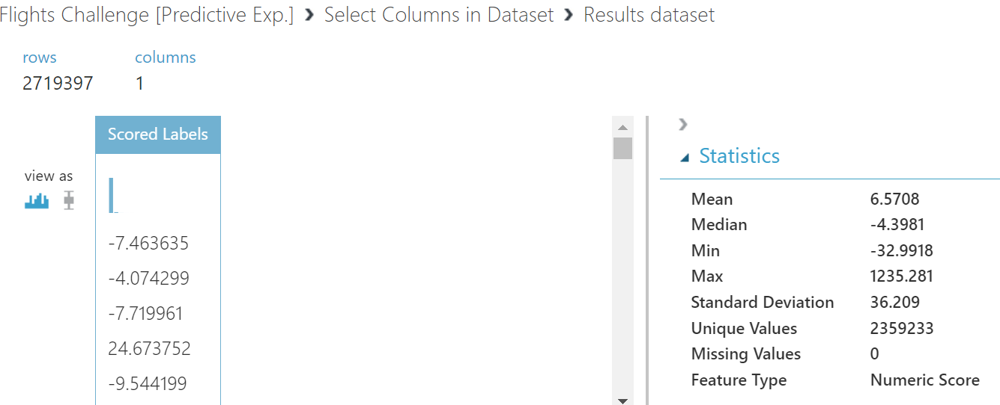 Flights Challenge [Predictive Exp.] › Select Columns in Dataset › Results dataset
rows columns
2719397 1
Scored Labels
view as
-7.463635
-4.074299
-7.719961
24.673752
-9.544199
Statistics
Mean 6.5708
Median -4.3981
Min -32.9918
Max 1235.281
Standard Deviation 36.209
Unique Values 2359233
Missing Values 0
Feature Type Numeric Score